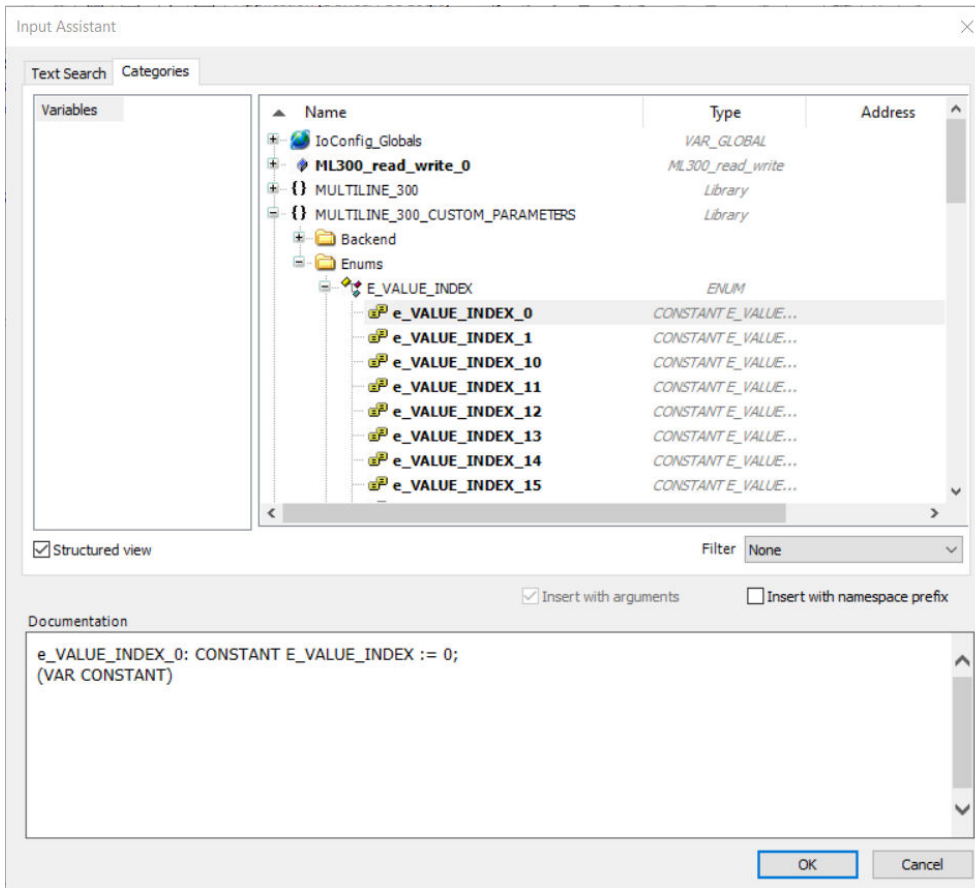 Input Assistant
Text Search Categories
Variables
Name Type Address
IoConfig_Globals VAR_GLOBAL
ML300_read_write_0 ML300_read_write
{} MULTILINE_300 Library
{} MULTILINE_300_CUSTOM_PARAMETERS Library
Backend
Enums
E_VALUE_INDEX ENUM
e_VALUE_INDEX_0 CONSTANT E_VALUE...
e_VALUE_INDEX_1 CONSTANT E_VALUE...
e_VALUE_INDEX_10 CONSTANT E_VALUE...
e_VALUE_INDEX_11 CONSTANT E_VALUE...
e_VALUE_INDEX_12 CONSTANT E_VALUE...
e_VALUE_INDEX_13 CONSTANT E_VALUE...
e_VALUE_INDEX_14 CONSTANT E_VALUE...
e_VALUE_INDEX_15 CONSTANT E_VALUE...
Structured view Filter None
Insert with arguments Insert with namespace prefix
Documentation
e_VALUE_INDEX_0: CONSTANT E_VALUE_INDEX := 0;
(VAR CONSTANT)
OK Cancel